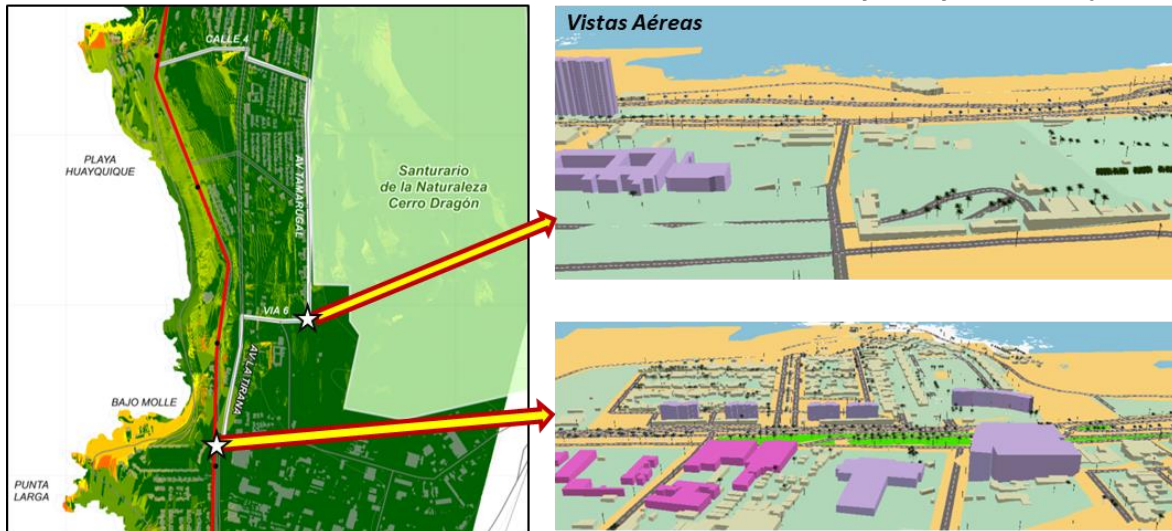 Vistas Aéreas
CALLE 4
PLAYA
HUAYQUIQUE
AV TAMARUGAL
Santurario
de la Naturaleza
Cerro Dragón
VIA 6
AV LA TIRANA
BAJO MOLLE
PUNTA
LARGA